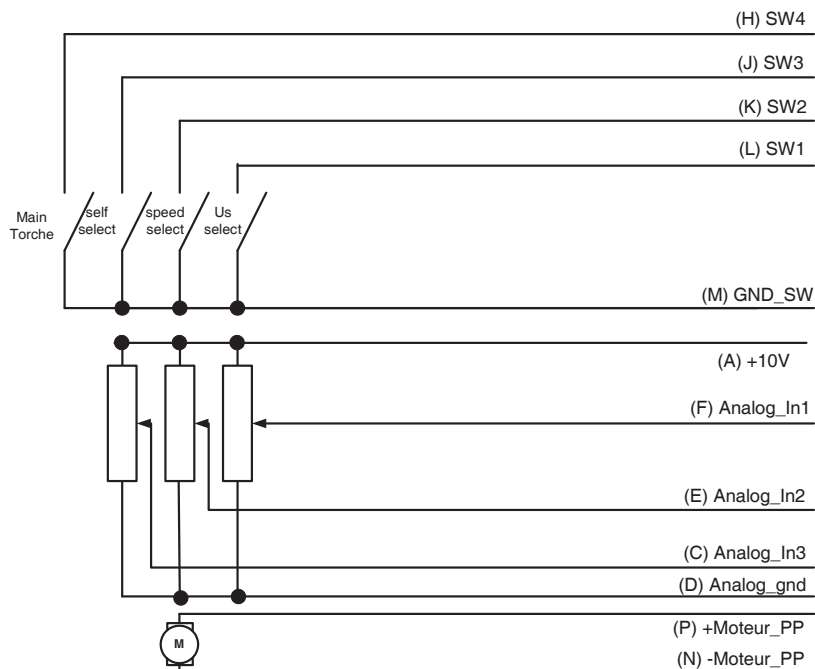 (H) SW4
(J) SW3
(K) SW2
(L) SW1
Main
Torche
self
select
speed
select
Us
select
(M) GND_SW
(A) +10V
(F) Analog_In1
(E) Analog_In2
(C) Analog_In3
(D) Analog_gnd
(P) +Moteur_PP
M
(N) -Moteur_PP